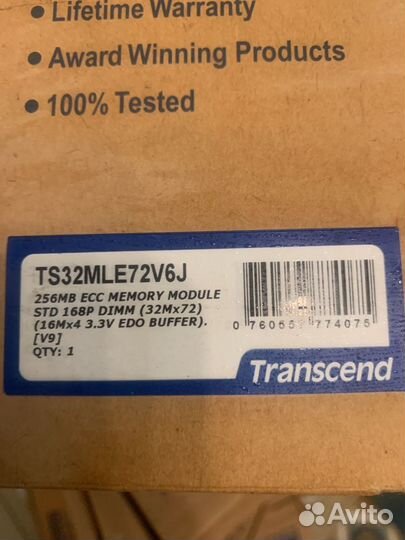 • Lifetime Warranty
• Award Winning Products
• 100% Tested
TS32MLE72V6J
256MB ECC MEMORY MODULE
STD 168P DIMM (32Mx72)
(16Mx4 3.3V EDO BUFFER).
[V9]
QTY: 1
Transcend
Avito